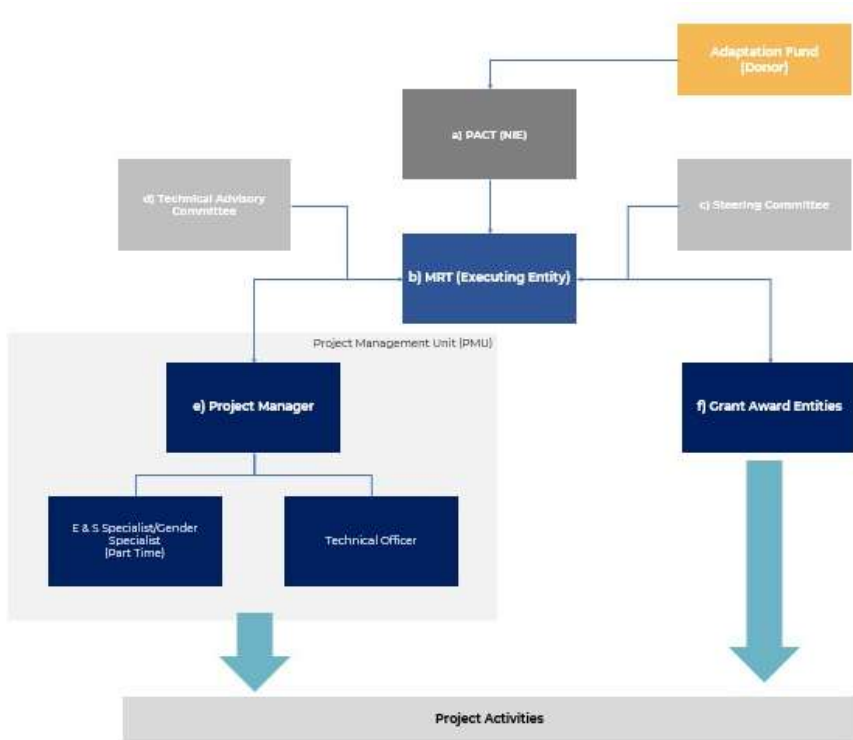 Adaptation Fund
(Donor)
a) PACT (NIE)
d) Technical Advisory
Committee
c) Steering Committee
b) MRT (Executing Entity)
Project Management Unit (PMU)
e) Project Manager
f) Grant Award Entities
E & S Specialist/Gender
Specialist
(Part Time)
Technical Officer
Project Activities